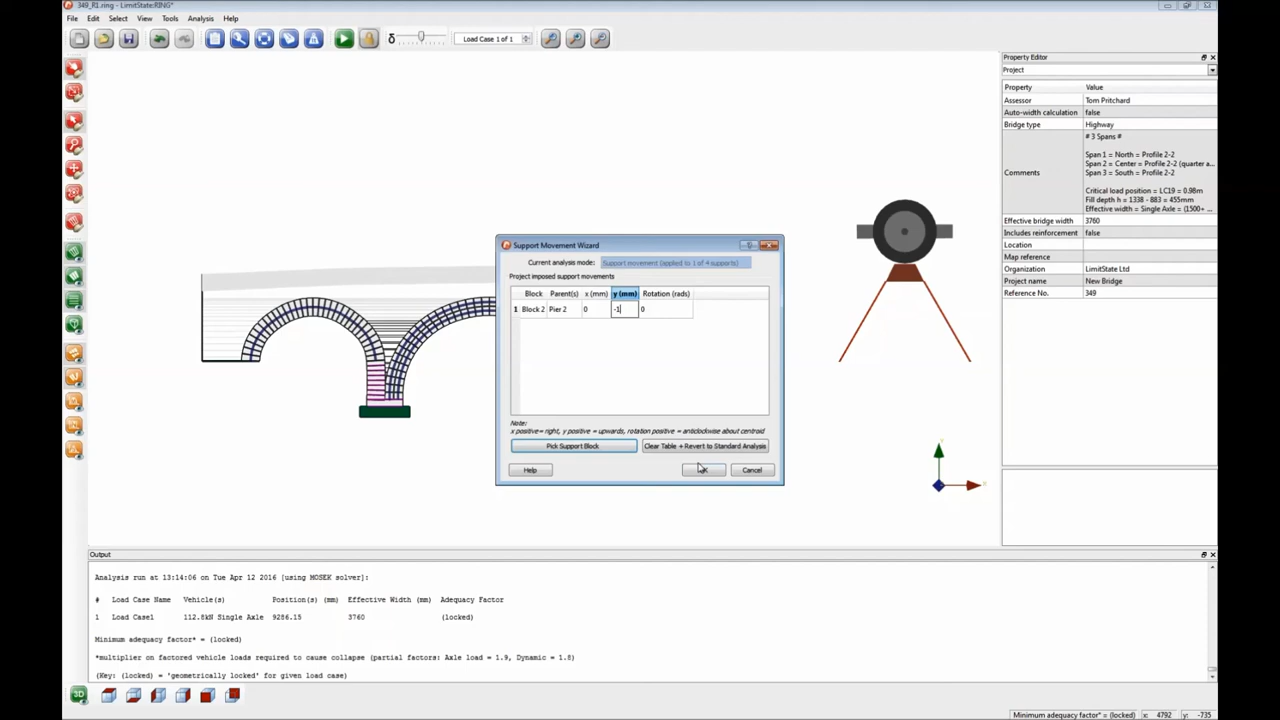 349_R1.ring - LimitState:RING*
File Edit Select View Tools Analysis Help
δ Load Case 1 of 1
Property Editor
Project
Property Value
Assessor Tom Pritchard
Auto-width calculation false
Bridge type Highway
# 3 Spans #
Span 1 = North = Profile 2-2
Span 2 = Center = Profile 2-2 (quarter a...
Comments Span 3 = South = Profile 2-2
Critical load position = LC19 = 0.98m
Fill depth h = 1338 - 883 = 455mm
Effective width = Single Axle = (1500+ ...
Effective bridge width 3760
Includes reinforcement false
Location
Map reference
Organization LimitState Ltd
Project name New Bridge
Reference No. 349
Support Movement Wizard
Current analysis mode: Support movement (applied to 1 of 4 supports)
Project imposed support movements
Block Parent(s) x (mm) y (mm) Rotation (rads)
1 Block 2 Pier 2 0 -1 0
Note:
x positive= right, y positive = upwards, rotation positive = anticlockwise about centroid
Pick Support Block Clear Table + Revert to Standard Analysis
Help OK Cancel
Output
Analysis run at 13:14:06 on Tue Apr 12 2016 [using MOSEK solver]:
# Load Case Name Vehicle(s) Position(s) (mm) Effective Width (mm) Adequacy Factor
1 Load Case1 112.8kN Single Axle 9286.15 3760 (locked)
Minimum adequacy factor* = (locked)
*multiplier on factored vehicle loads required to cause collapse (partial factors: Axle load = 1.9, Dynamic = 1.8)
(Key: (locked) = 'geometrically locked' for given load case)
3D
Minimum adequacy factor* = (locked) x: 4792 y: -735